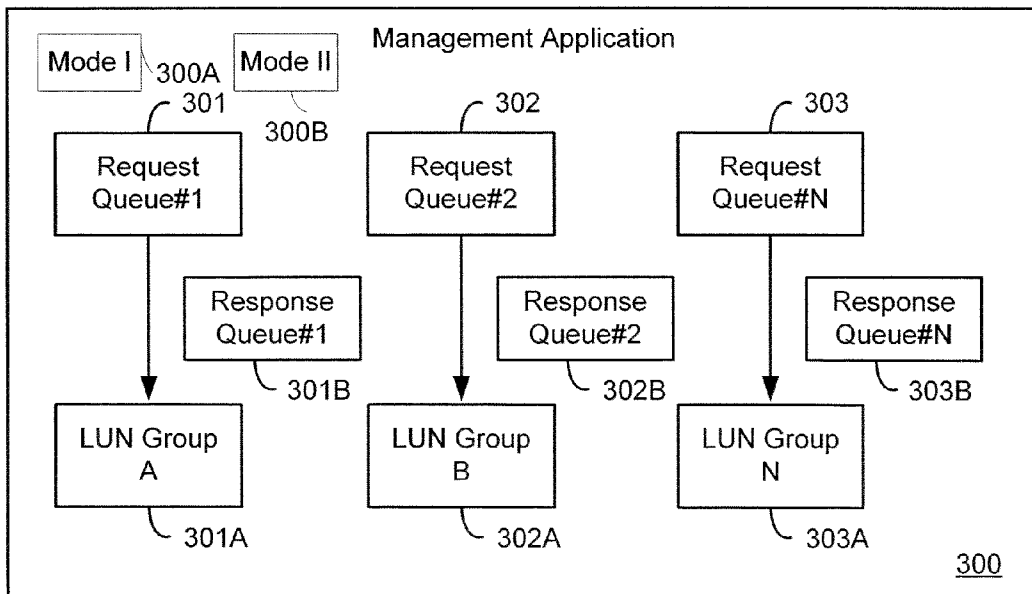 Management Application
Mode I
300A
Mode II
300B
301
302
303
Request
Queue#1
Request
Queue#2
Request
Queue#N
Response
Queue#1
Response
Queue#2
Response
Queue#N
301B
302B
303B
LUN Group
A
LUN Group
B
LUN Group
N
301A
302A
303A
300